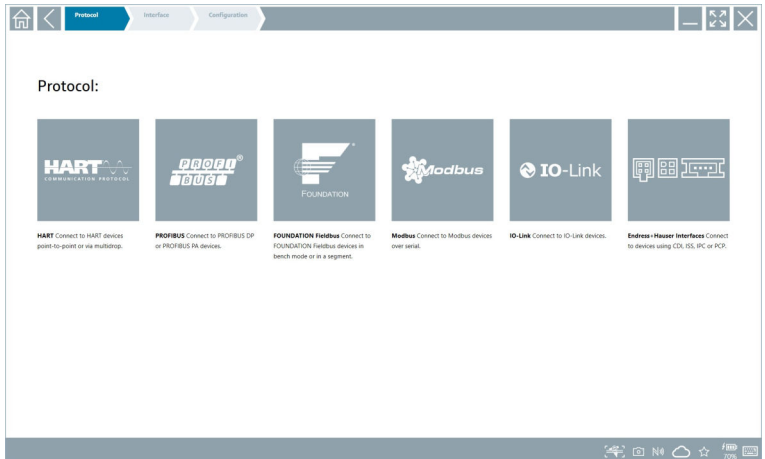 Protocol
Interface
Configuration
Protocol:
HART
COMMUNICATION PROTOCOL
PROFI
BUS
®
FOUNDATION
Modbus
IO-Link
HART Connect to HART devices
point-to-point or via multidrop.
PROFIBUS Connect to PROFIBUS DP
or PROFIBUS PA devices.
FOUNDATION Fieldbus Connect to
FOUNDATION Fieldbus devices in
bench mode or in a segment.
Modbus Connect to Modbus devices
over serial.
IO-Link Connect to IO-Link devices.
Endress+Hauser Interfaces Connect
to devices using CDI, ISS, IPC or PCP.
70%